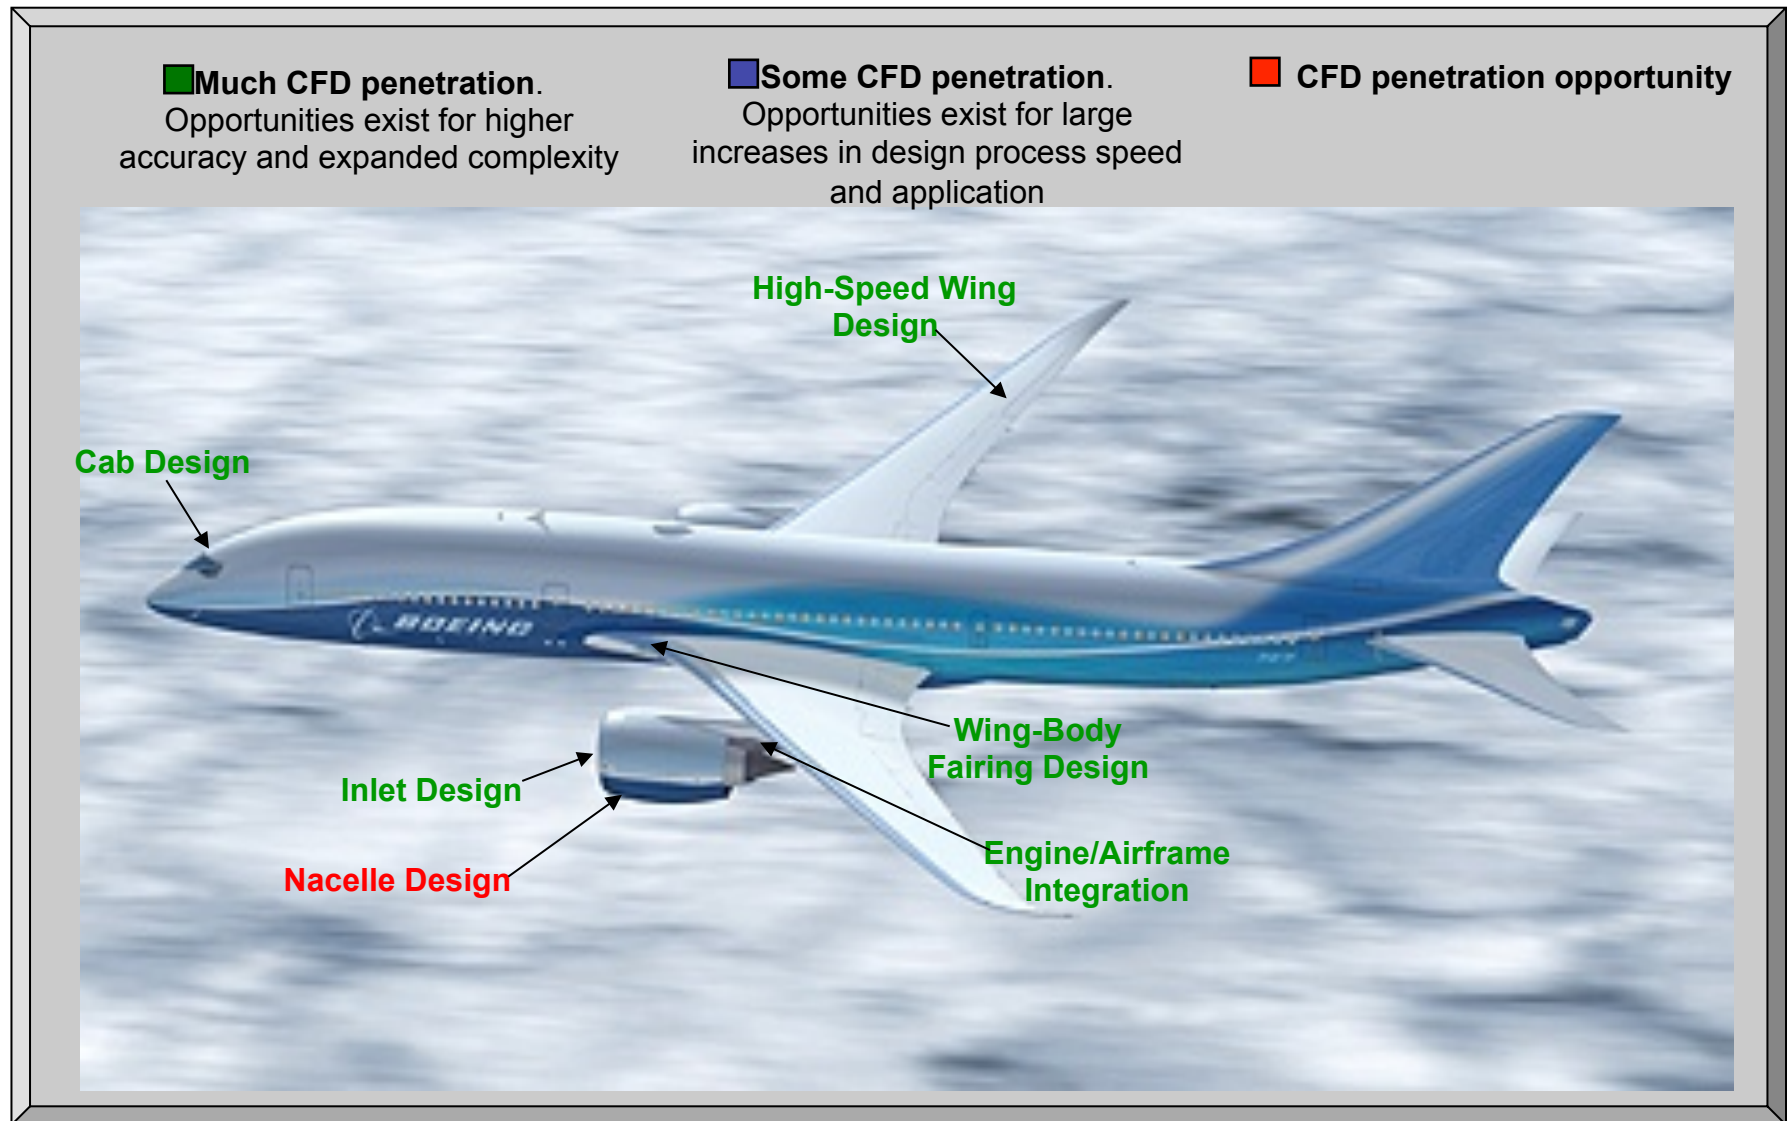 Much CFD penetration.
Opportunities exist for higher
accuracy and expanded complexity
Some CFD penetration.
Opportunities exist for large
increases in design process speed
and application
CFD penetration opportunity
High-Speed Wing
Design
Cab Design
BOEING
Wing-Body
Fairing Design
Inlet Design
Engine/Airframe
Integration
Nacelle Design